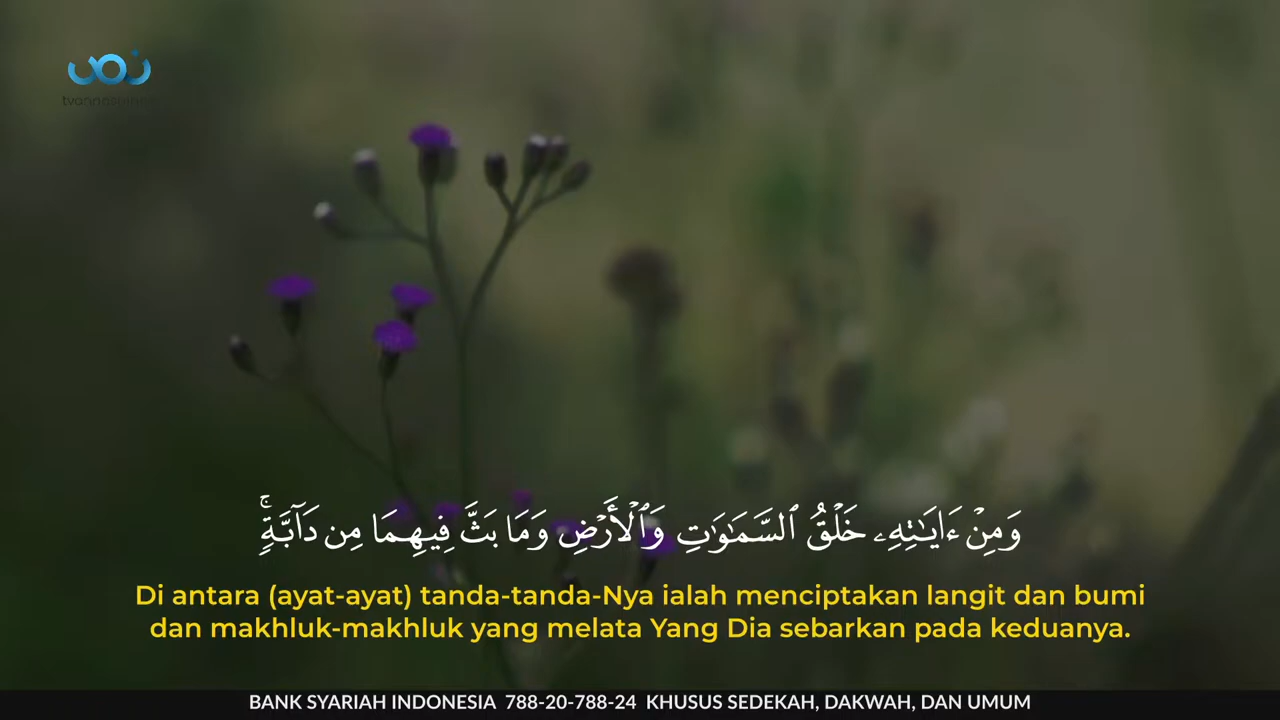 وَمِنْ ءَايَـٰتِهِۦ خَلْقُ ٱلسَّمَـٰوَٰتِ وَٱلْأَرْضِ وَمَا بَثَّ فِيهِمَا مِن دَآبَّةٍۢ ۚ
Di antara (ayat-ayat) tanda-tanda-Nya ialah menciptakan langit dan bumi
dan makhluk-makhluk yang melata Yang Dia sebarkan pada keduanya.
BANK SYARIAH INDONESIA 788-20-788-24 KHUSUS SEDEKAH, DAKWAH, DAN UMUM